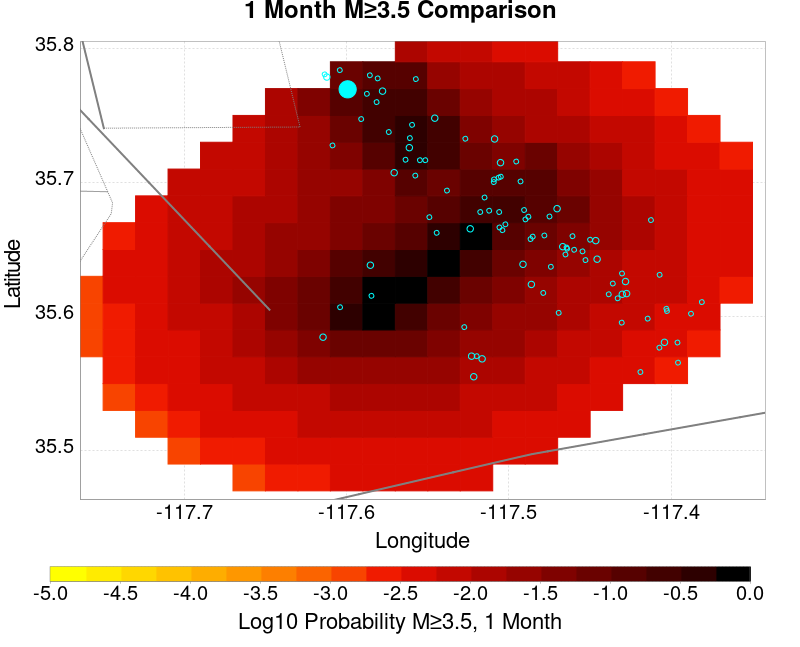 1 Month M≥3.5 Comparison
35.8
35.7
35.6
35.5
Latitude
-117.7 -117.6 -117.5 -117.4
Longitude
-5.0 -4.5 -4.0 -3.5 -3.0 -2.5 -2.0 -1.5 -1.0 -0.5 0.0
Log10 Probability M≥3.5, 1 Month